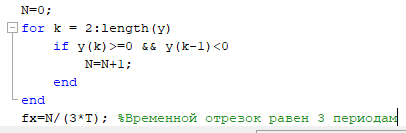 N=0;
for k = 2:length(y)
if y(k)>=0 && y(k-1)<0
N=N+1;
end
end
fx=N/(3*T); %Временной отрезок равен 3 периодам